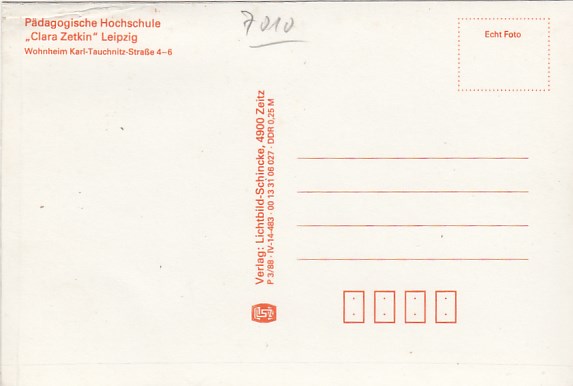 Pädagogische Hochschule
„Clara Zetkin" Leipzig
Wohnheim Karl-Tauchnitz-Straße 4–6
7010
Echt Foto
Verlag: Lichtbild-Schincke, 4900 Zeitz
P 3/88 · IV-14-483 · 00 13 31 06 027 · DDR 0,25 M